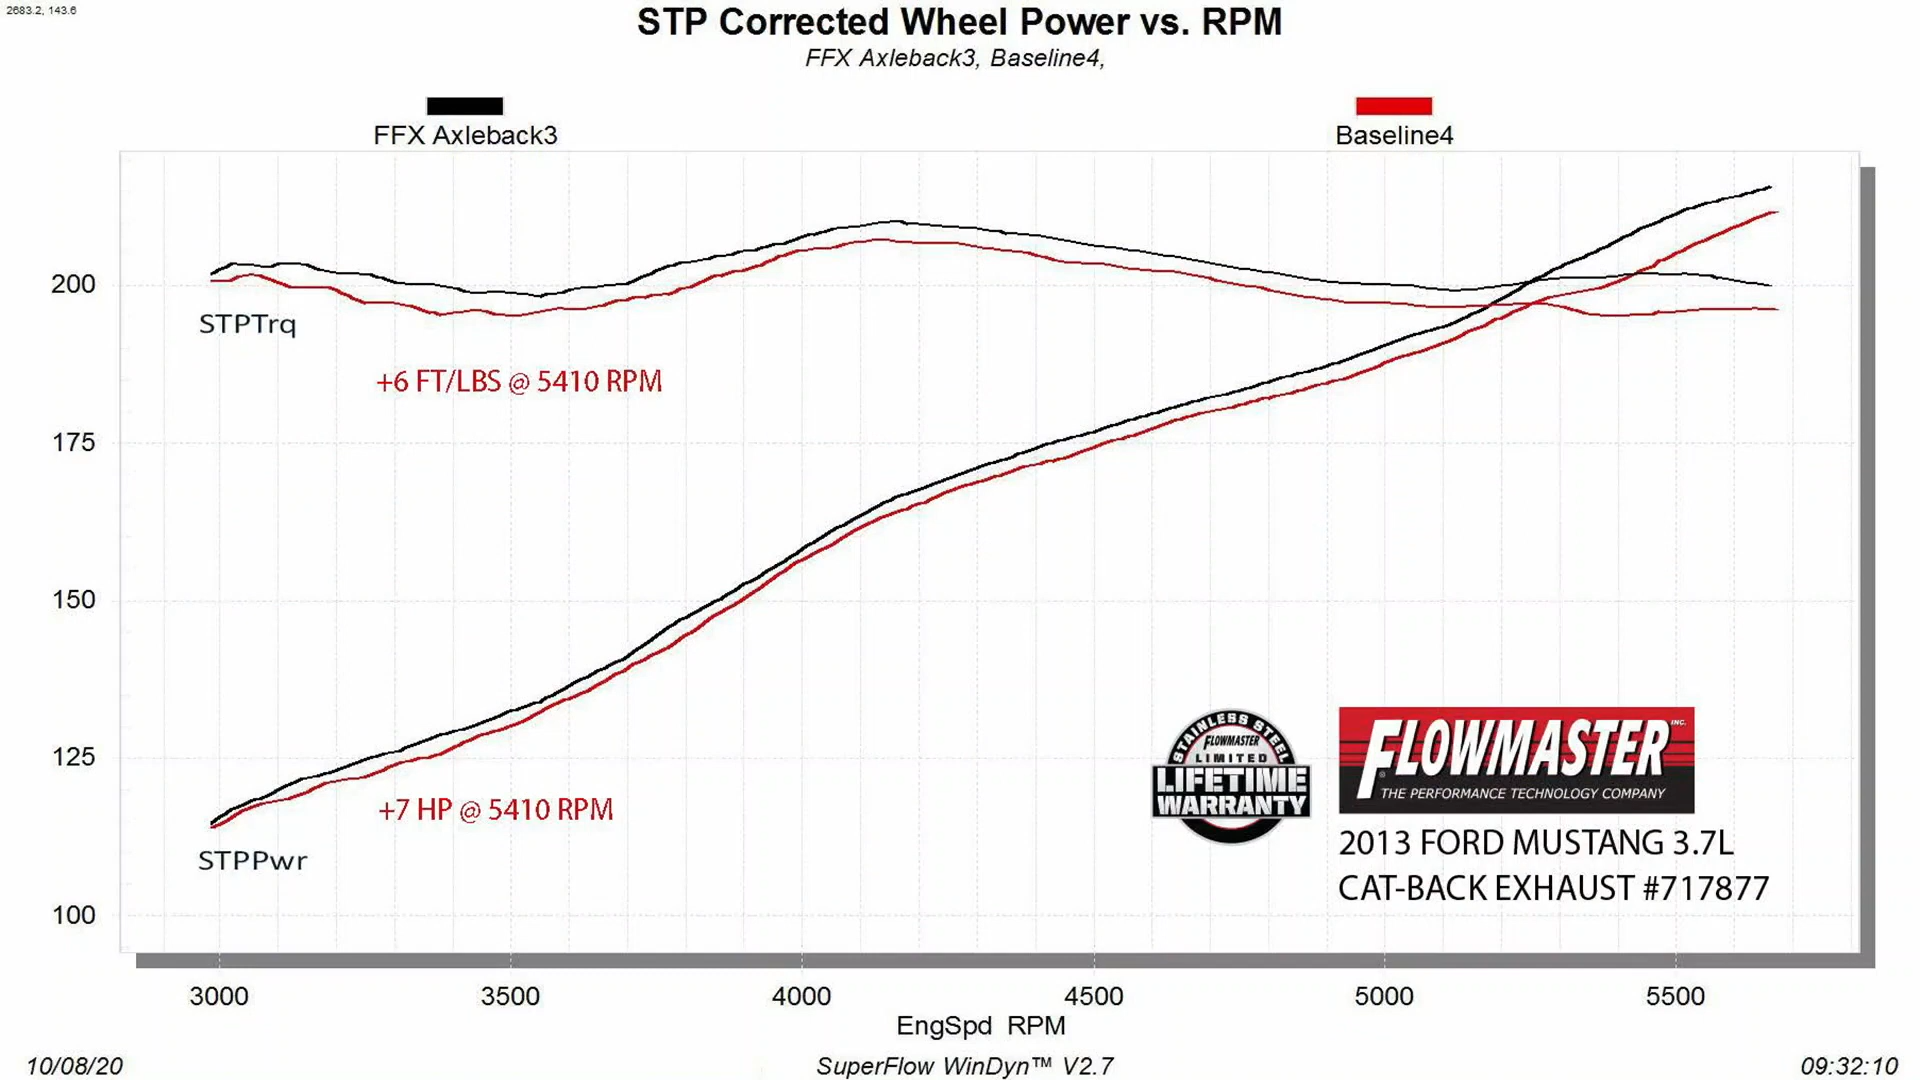 2683.2, 143.6
STP Corrected Wheel Power vs. RPM
FFX Axleback3, Baseline4,
FFX Axleback3
Baseline4
200
STPTrq
+6 FT/LBS @ 5410 RPM
175
150
125
+7 HP @ 5410 RPM
STPPwr
100
STAINLESS STEEL
FLOWMASTER
LIMITED
LIFETIME
WARRANTY
FLOWMASTER INC.
THE PERFORMANCE TECHNOLOGY COMPANY
2013 FORD MUSTANG 3.7L
CAT-BACK EXHAUST #717877
3000 3500 4000 4500 5000 5500
EngSpd RPM
10/08/20 SuperFlow WinDyn™ V2.7 09:32:10